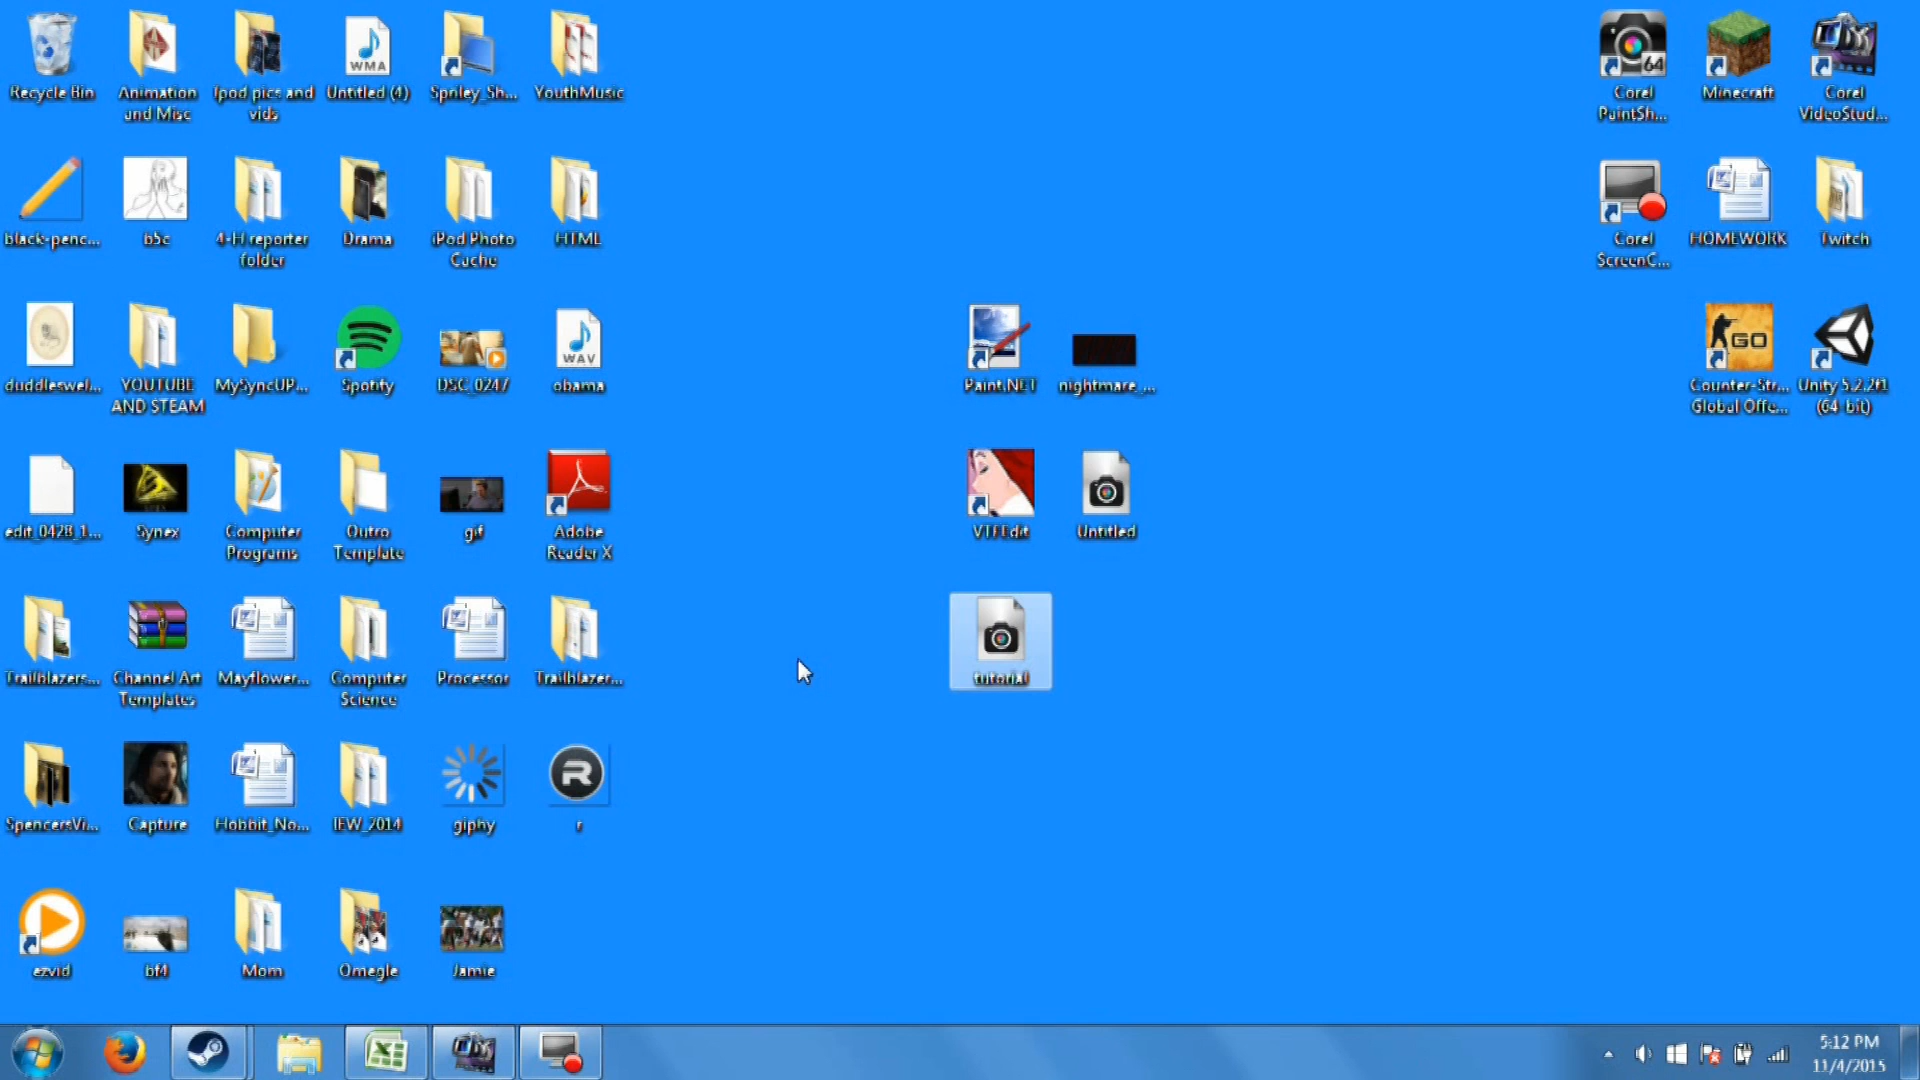 Recycle Bin
Animation
and Misc
Ipod pics and
vids
WMA
Untitled (4)
Spriley_Sh...
YouthMusic
64
Corel
PaintSh...
Minecraft
Corel
VideoStud...
black-penc...
b5c
4-H reporter
folder
Drama
iPod Photo
Cache
HTML
Corel
ScreenC...
HOMEWORK
Twitch
duddleswel...
YOUTUBE
AND STEAM
MySyncUP...
Spotify
DSC_0247
WAV
obama
Paint.NET
nightmare_...
GO
Counter-Str...
Global Offe...
Unity 5.2.2f1
(64-bit)
edit_0428_1...
Synex
Computer
Programs
Outro
Template
gif
Adobe
Reader X
VTFEdit
Untitled
Trailblazers...
Channel Art
Templates
Mayflower...
Computer
Science
Processor
Trailblazer...
tutorial
SpencersVi...
Capture
Hobbit_No...
IEW_2014
giphy
R
r
ezvid
bf4
Mom
Omegle
Jamie
5:12 PM
11/4/2015